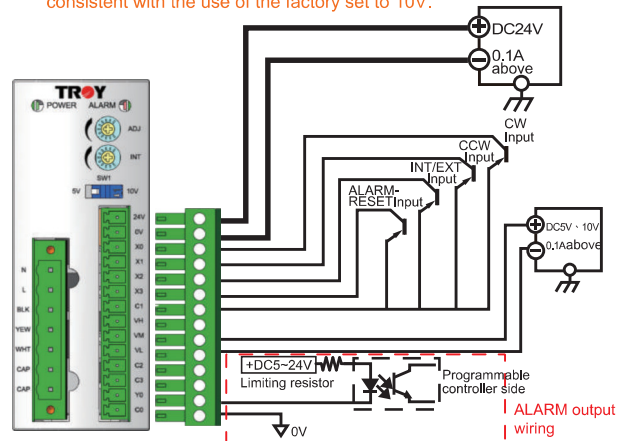 consistent with the use of the factory set to 10V.
DC24V
0.1A
above
TROY
POWER ALARM
ADJ
INT
SW1
5V 10V
24V
0V
X0
X1
X2
X3
C1
VH
VM
VL
C2
C3
Y0
C0
N
L
BLK
YEW
WHT
CAP
CAP
CW
Input
CCW
Input
INT/EXT
Input
ALARM-
RESETInput
DC5V、10V
0.1Aabove
+DC5~24V
Limiting resistor
Programmable
controller side
0V
ALARM output
wiring